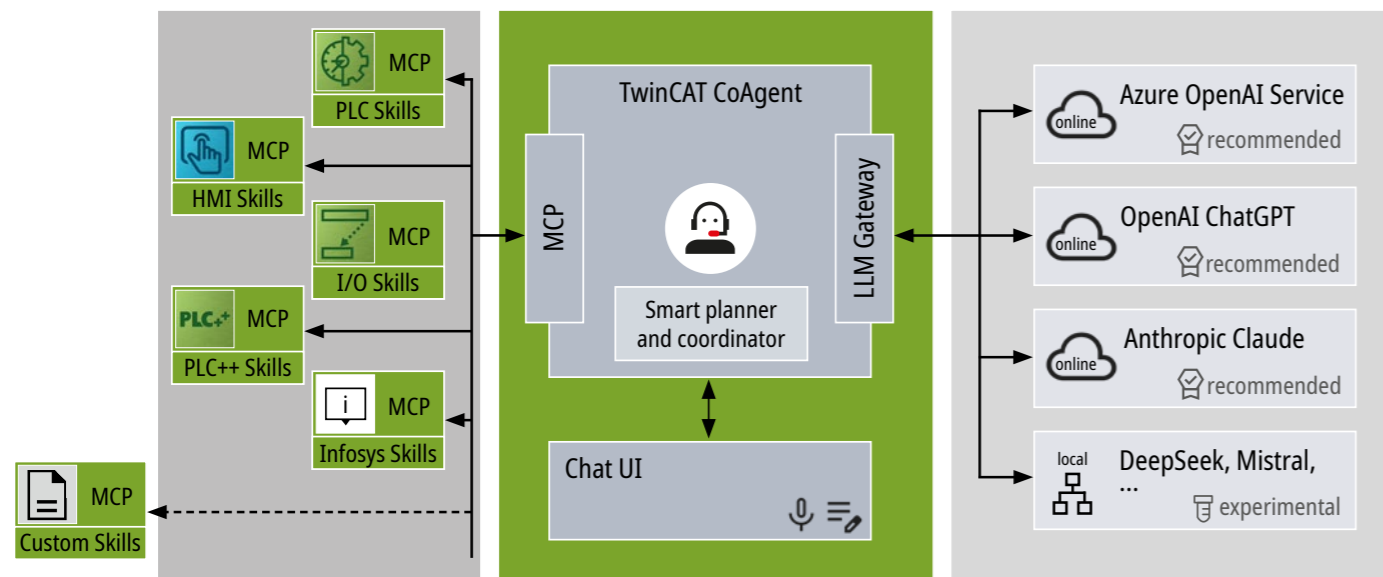 MCP
PLC Skills
MCP
HMI Skills
MCP
I/O Skills
PLC++
MCP
PLC++ Skills
i
MCP
Infosys Skills
MCP
Custom Skills
TwinCAT CoAgent
MCP
LLM Gateway
Smart planner
and coordinator
Chat UI
Azure OpenAI Service
online
recommended
OpenAI ChatGPT
online
recommended
Anthropic Claude
online
recommended
local
DeepSeek, Mistral,
...
experimental